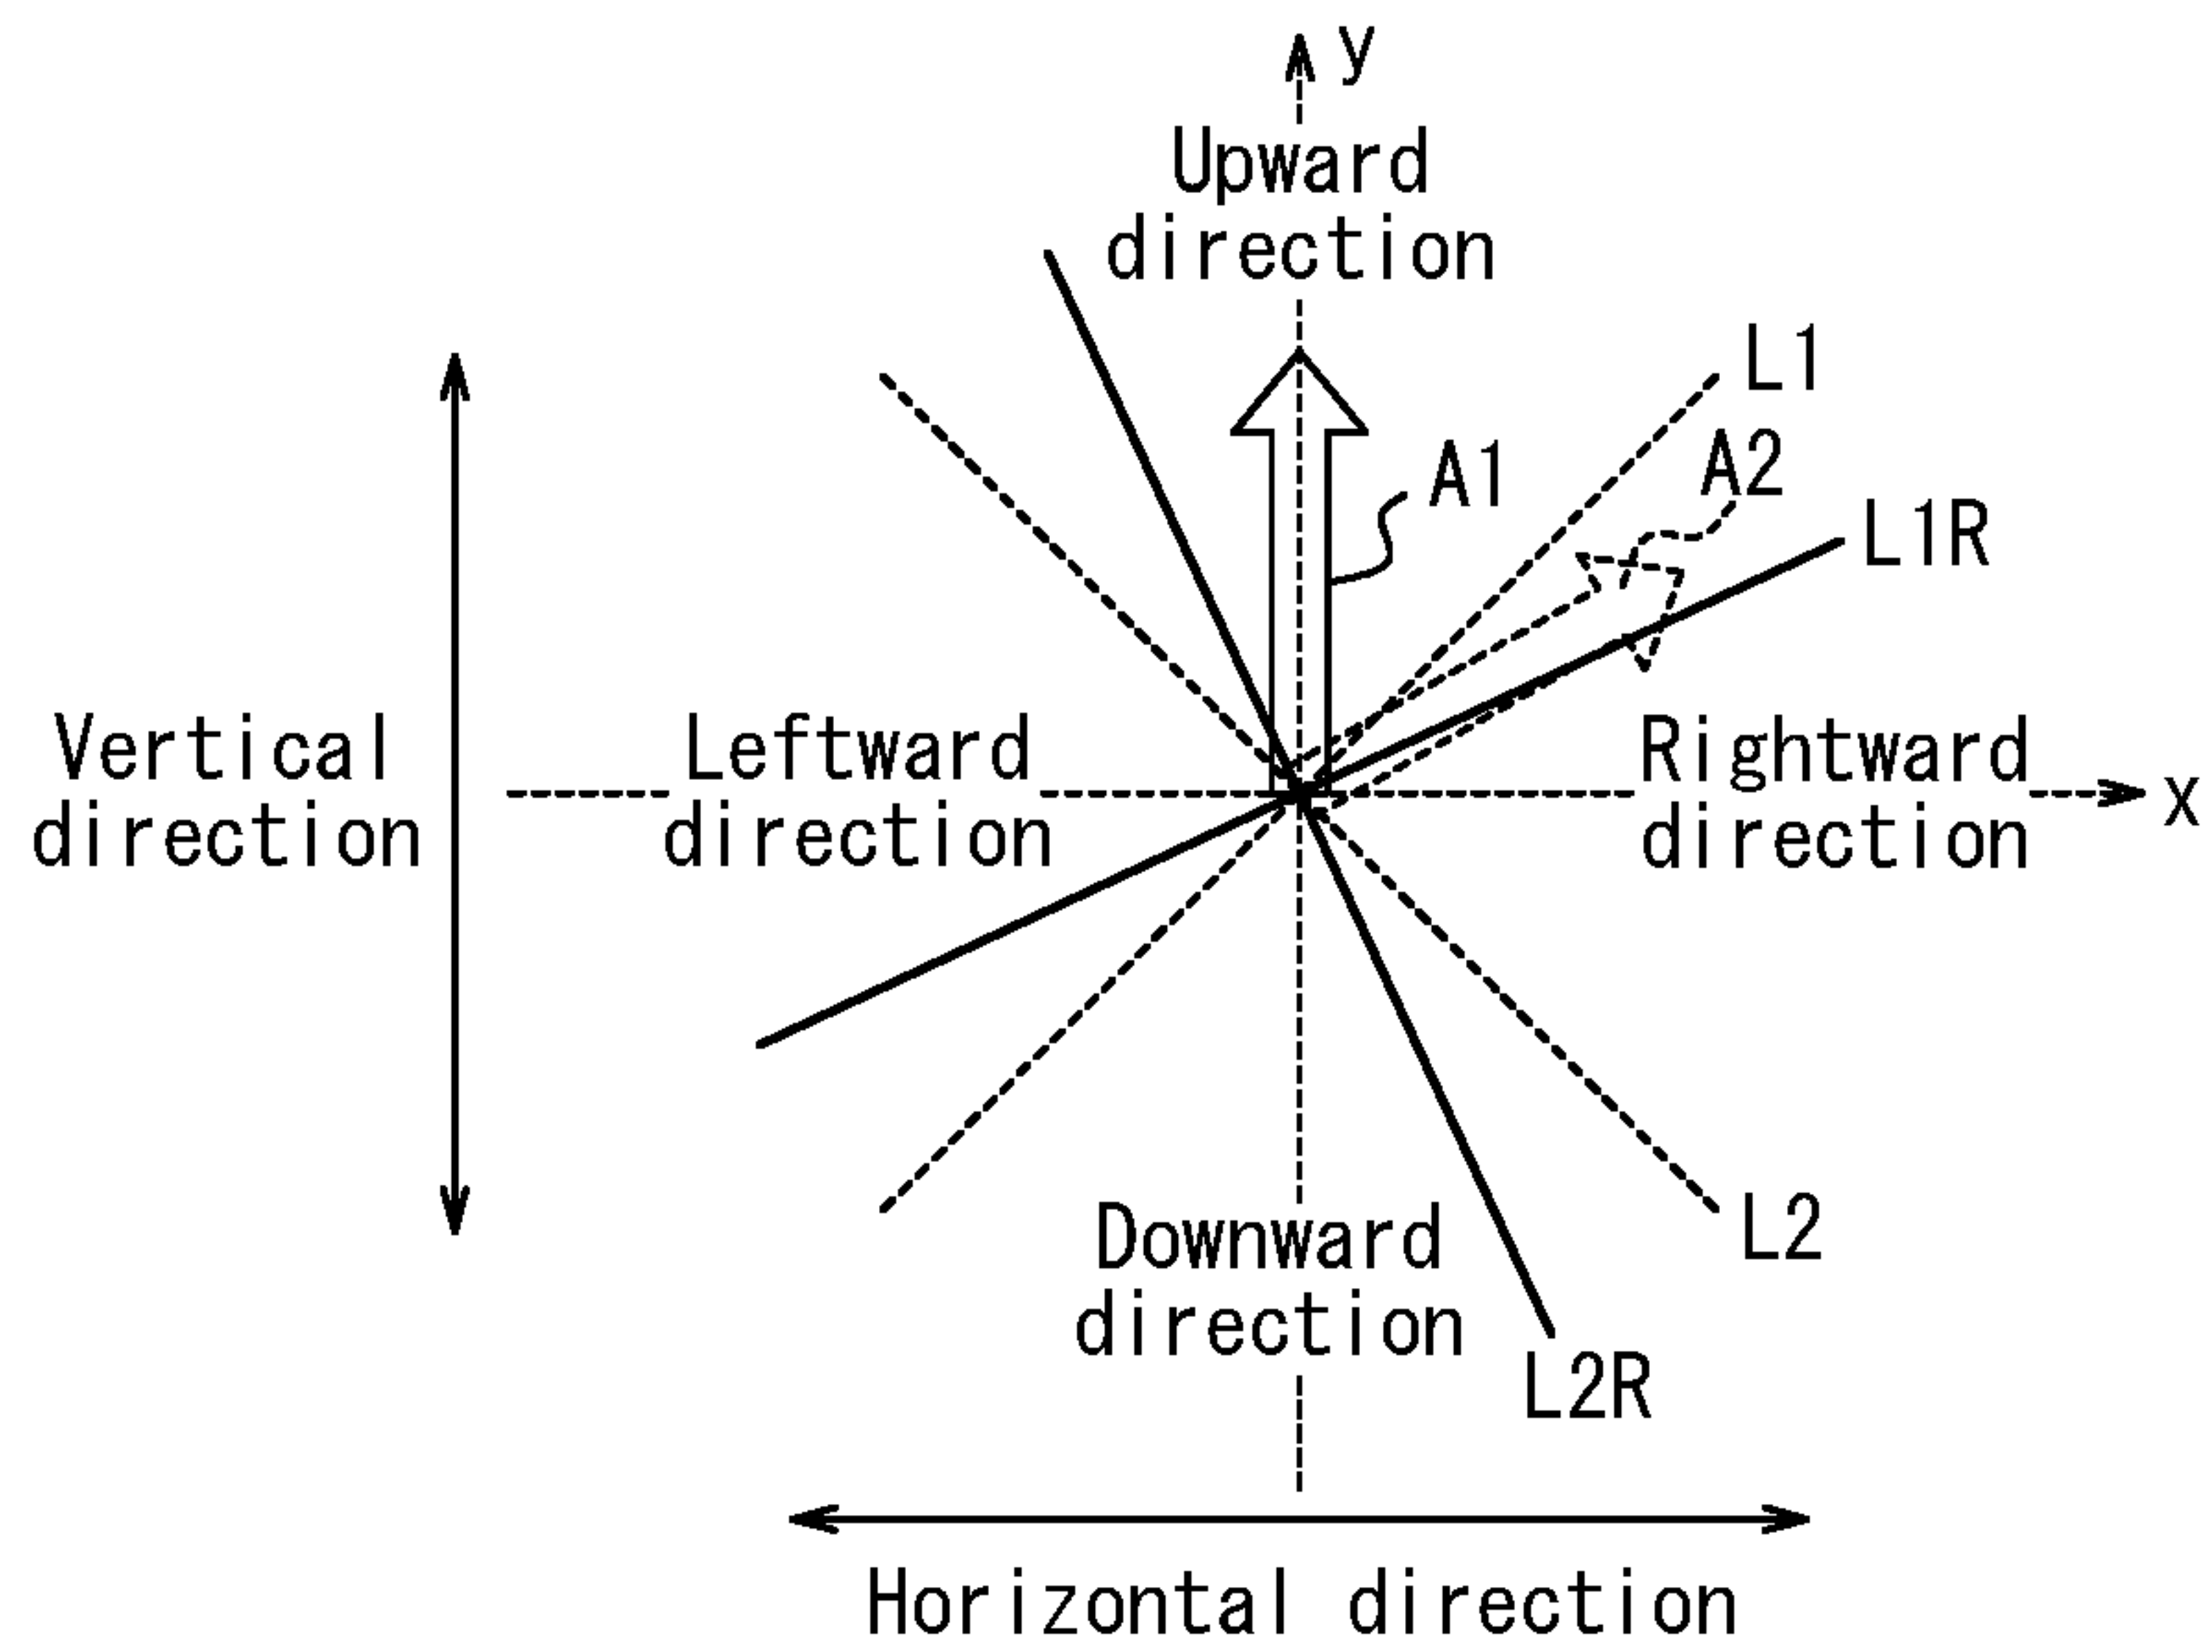 y
Upward
direction
L1
A2
A1
L1R
Vertical
direction
Leftward
direction
Rightward
direction
x
Downward
direction
L2
L2R
Horizontal direction